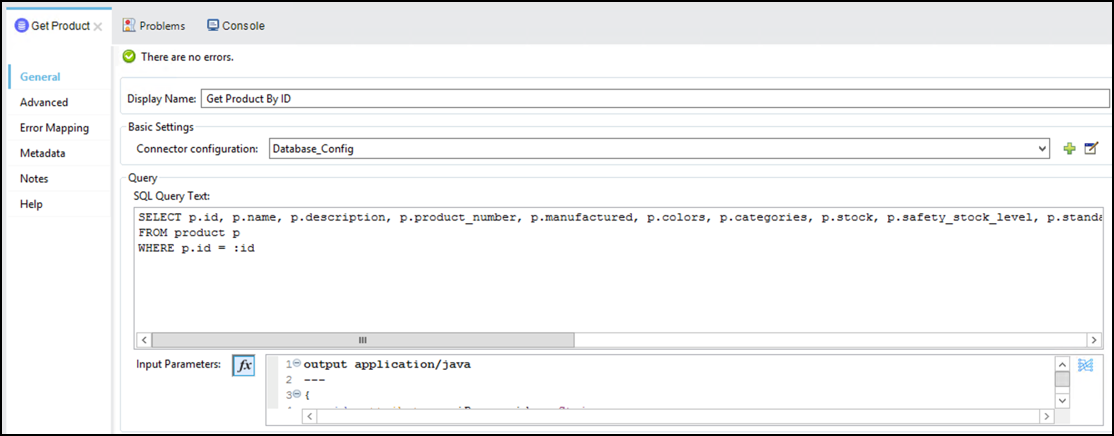 Get Product
Problems
Console
There are no errors.
General
Advanced
Error Mapping
Metadata
Notes
Help
Display Name: Get Product By ID
Basic Settings
Connector configuration: Database_Config
Query
SQL Query Text:
SELECT p.id, p.name, p.description, p.product_number, p.manufactured, p.colors, p.categories, p.stock, p.safety_stock_level, p.standa
FROM product p
WHERE p.id = :id
Input Parameters: fx
1 output application/java
2 ---
3 {